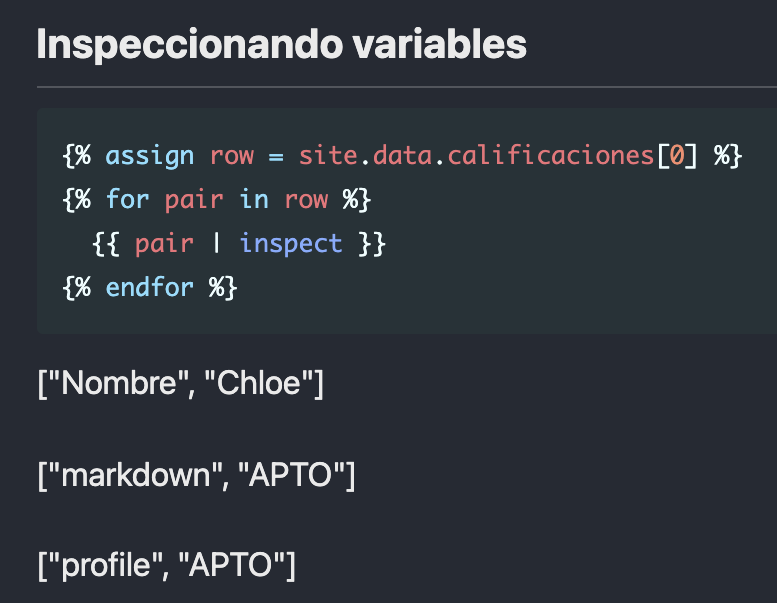 Inspeccionando variables
{% assign row = site.data.calificaciones[0] %}
{% for pair in row %}
  {{ pair | inspect }}
{% endfor %}
["Nombre", "Chloe"]
["markdown", "APTO"]
["profile", "APTO"]